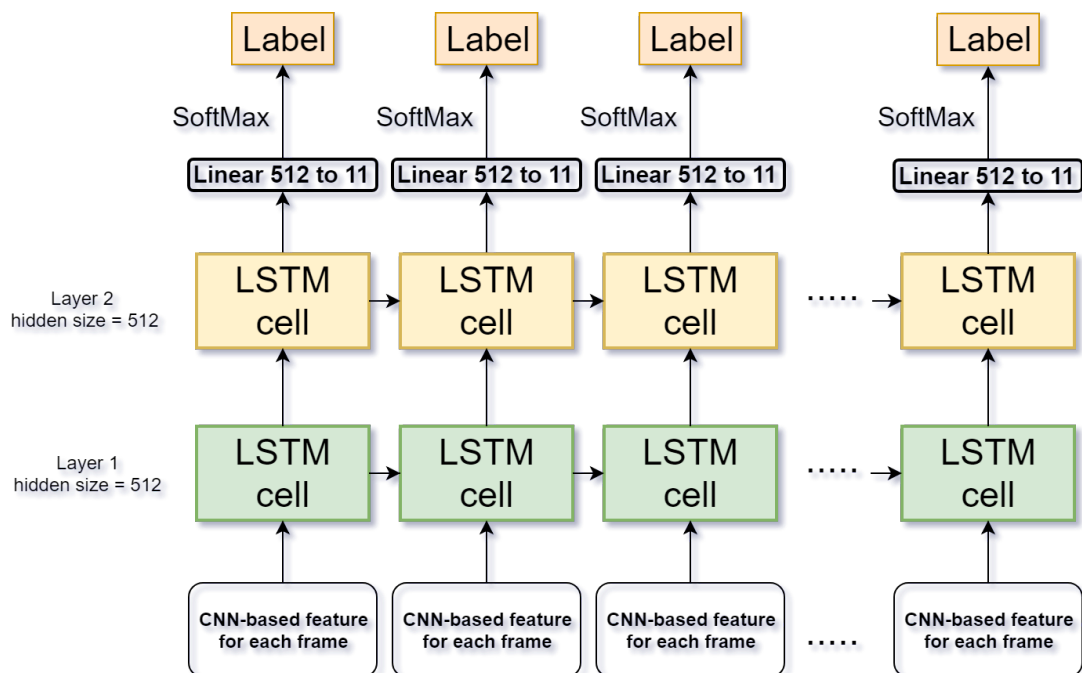 Label Label Label Label
SoftMax SoftMax SoftMax SoftMax
Linear 512 to 11 Linear 512 to 11 Linear 512 to 11 Linear 512 to 11
Layer 2
hidden size = 512
LSTM LSTM LSTM ..... LSTM
cell cell cell cell
Layer 1
hidden size = 512
LSTM LSTM LSTM ..... LSTM
cell cell cell cell
CNN-based feature CNN-based feature CNN-based feature CNN-based feature
for each frame for each frame for each frame ..... for each frame